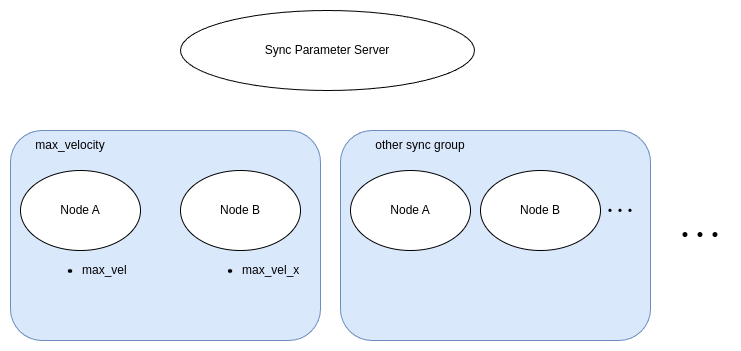 Sync Parameter Server
max_velocity
Node A
Node B
• max_vel
• max_vel_x
other sync group
Node A
Node B
• • •
• • •